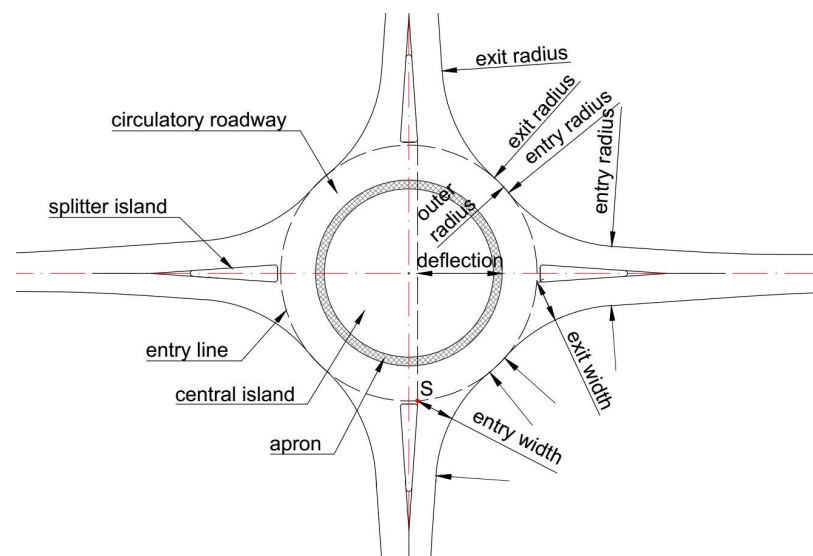 exit radius
circulatory roadway
exit radius
entry radius
entry radius
splitter island
outer
radius
deflection
entry line
exit width
central island
S
entry width
apron